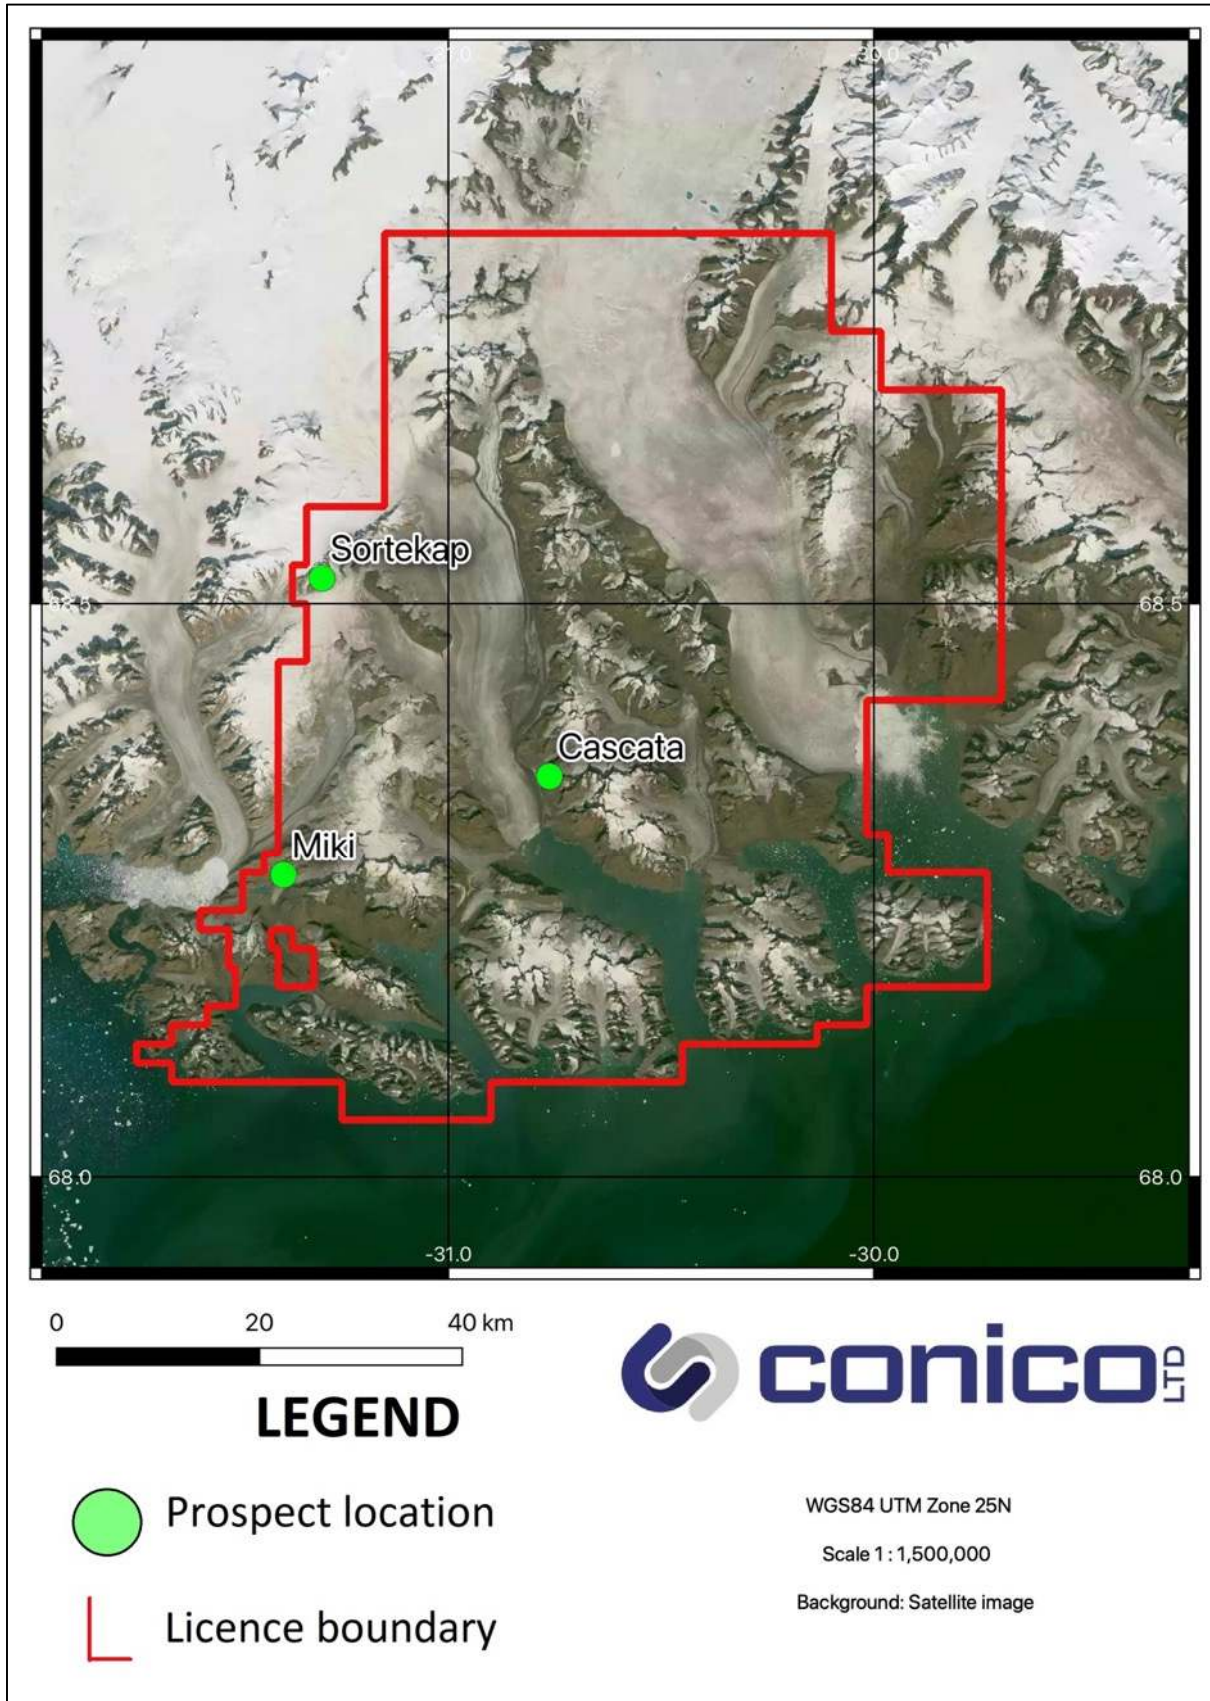 -31.0
-30.0
Sortekap
68.5
68.5
Cascata
Miki
68.0
68.0
-31.0
-30.0
0 20 40 km
conico LTD
LEGEND
Prospect location
Licence boundary
WGS84 UTM Zone 25N
Scale 1 : 1,500,000
Background: Satellite image